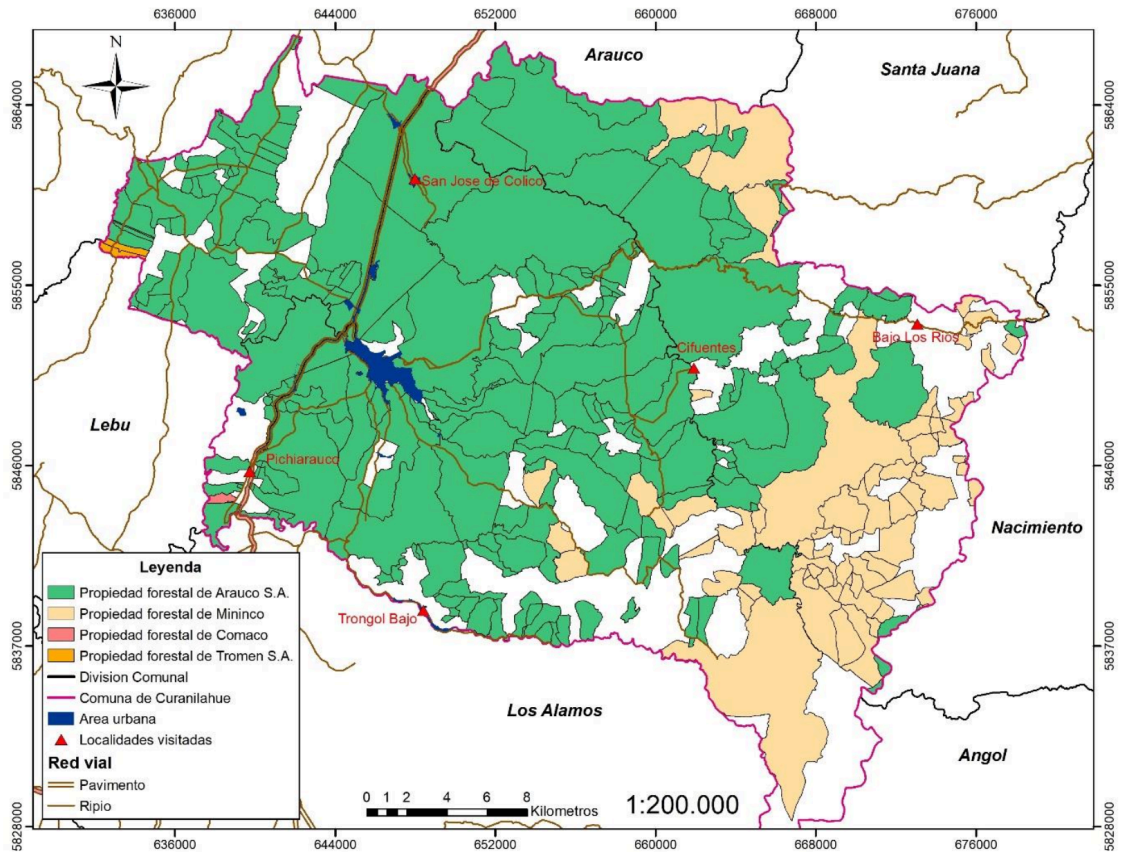 636000 644000 652000 660000 668000 676000
N
Arauco
Santa Juana
5864000 5864000
San Jose de Colico
5855000 5855000
Bajo Los Rios
Cifuentes
Lebu
Pichiarauco
5846000 5846000
Nacimiento
Leyenda
Propiedad forestal de Arauco S.A.
Propiedad forestal de Mininco
Propiedad forestal de Comaco
Propiedad forestal de Tromen S.A.
Division Comunal
Comuna de Curanilahue
Area urbana
Localidades visitadas
Red vial
Pavimento
Ripio
Trongol Bajo
5837000 5837000
Los Alamos
Angol
0 1 2 4 6 8
Kilometros
1:200.000
5828000 5828000
636000 644000 652000 660000 668000 676000